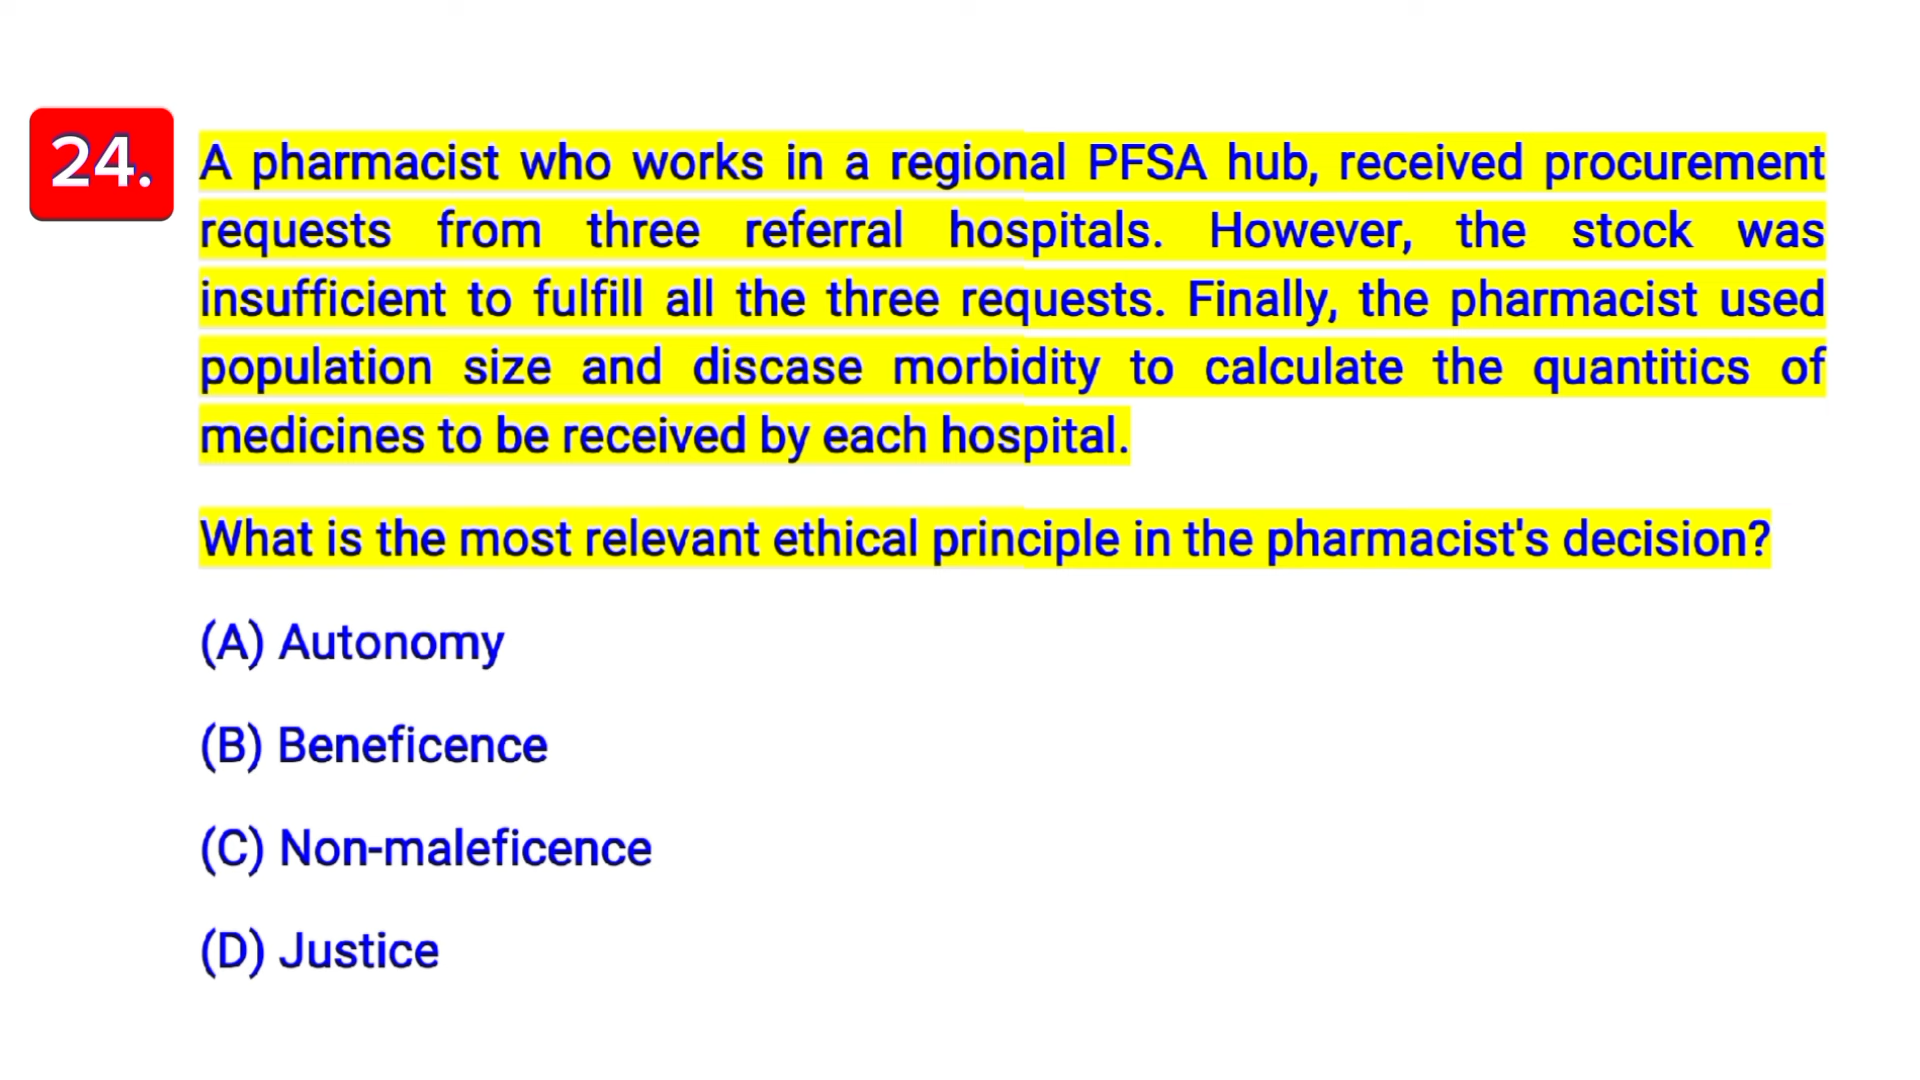 24.
A pharmacist who works in a regional PFSA hub, received procurement
requests from three referral hospitals. However, the stock was
insufficient to fulfill all the three requests. Finally, the pharmacist used
population size and discase morbidity to calculate the quantitics of
medicines to be received by each hospital.
What is the most relevant ethical principle in the pharmacist's decision?
(A) Autonomy
(B) Beneficence
(C) Non-maleficence
(D) Justice